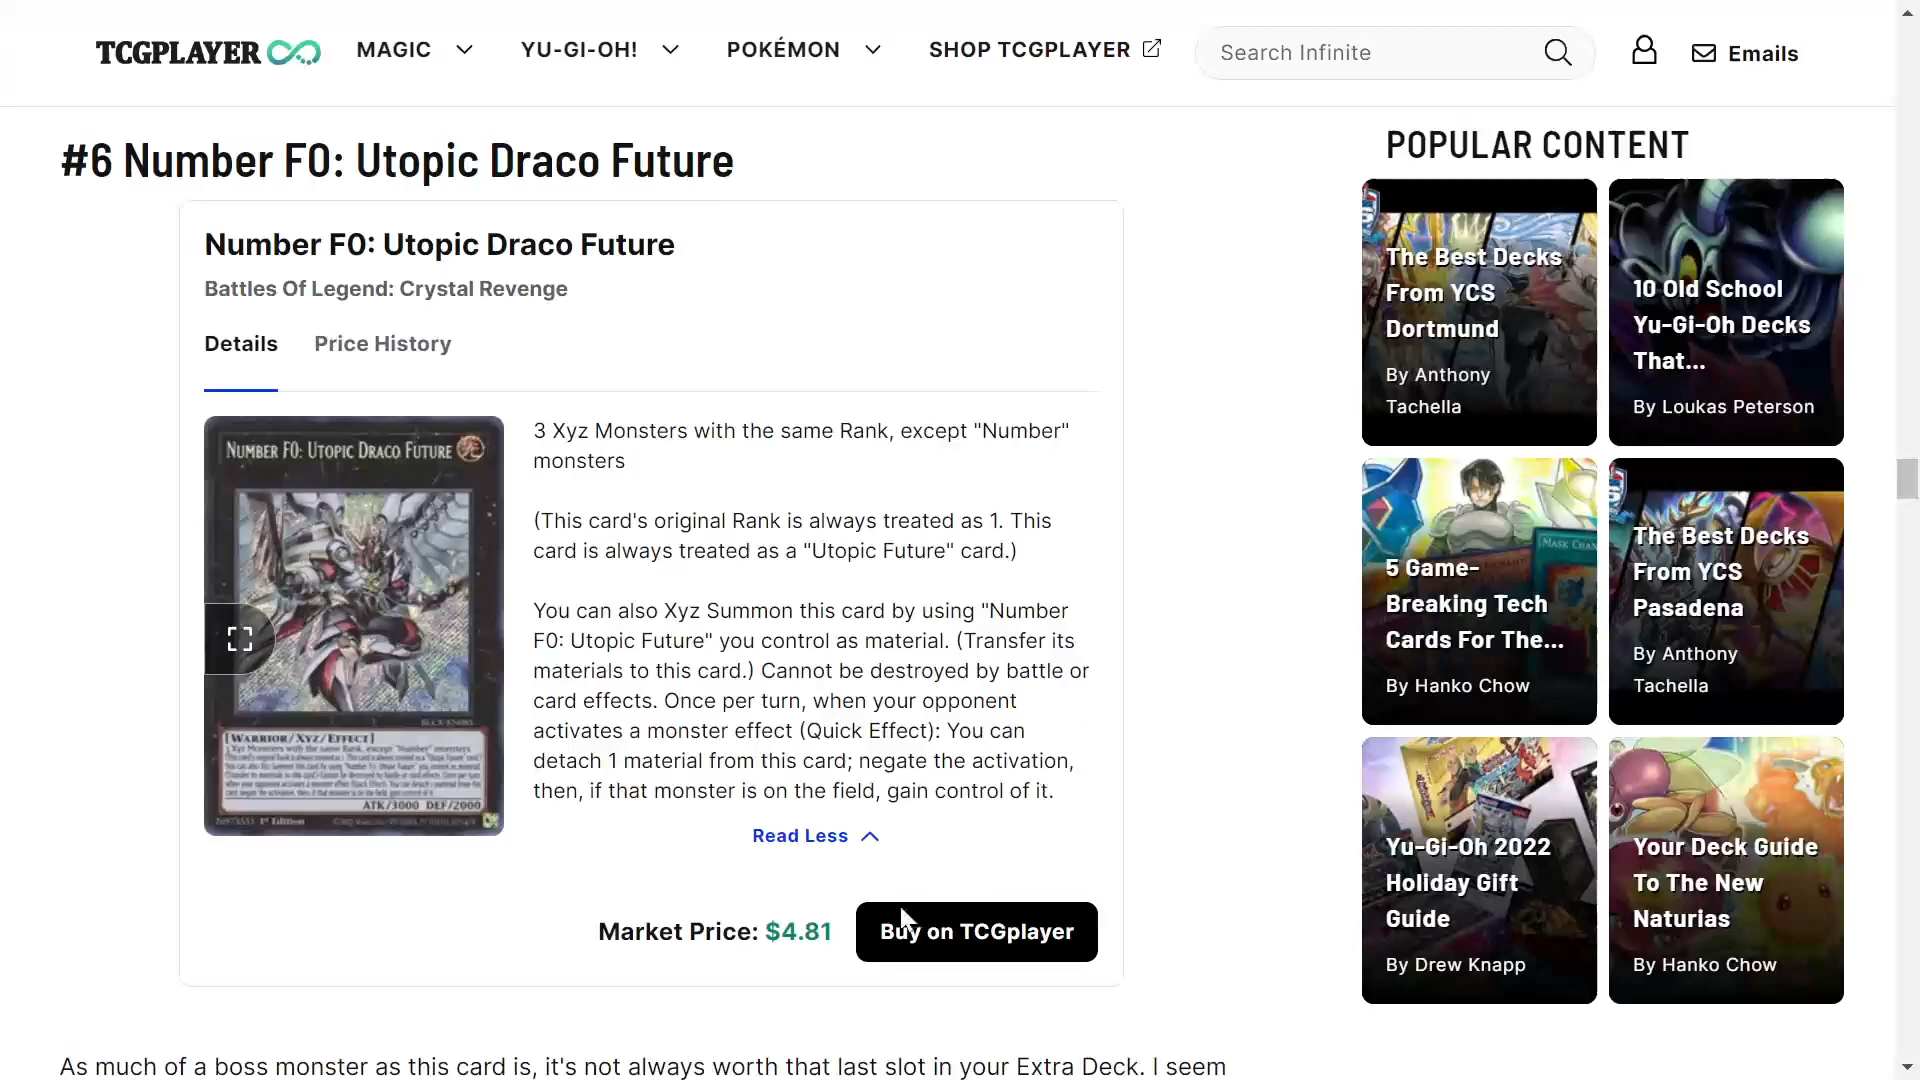 TCGPLAYER
MAGIC
YU-GI-OH!
POKÉMON
SHOP TCGPLAYER
Search Infinite
Emails
#6 Number F0: Utopic Draco Future
Number F0: Utopic Draco Future
Battles Of Legend: Crystal Revenge
Details
Price History
NUMBER F0: UTOPIC DRACO FUTURE
[WARRIOR/XYZ/EFFECT]
ATK/3000 DEF/2000
1st Edition
3 Xyz Monsters with the same Rank, except "Number"
monsters
(This card's original Rank is always treated as 1. This
card is always treated as a "Utopic Future" card.)
You can also Xyz Summon this card by using "Number
F0: Utopic Future" you control as material. (Transfer its
materials to this card.) Cannot be destroyed by battle or
card effects. Once per turn, when your opponent
activates a monster effect (Quick Effect): You can
detach 1 material from this card; negate the activation,
then, if that monster is on the field, gain control of it.
Read Less
Market Price: $4.81
Buy on TCGplayer
As much of a boss monster as this card is, it's not always worth that last slot in your Extra Deck. I seem
POPULAR CONTENT
The Best Decks
From YCS
Dortmund
By Anthony
Tachella
10 Old School
Yu-Gi-Oh Decks
That...
By Loukas Peterson
MASK CHAN
5 Game-
Breaking Tech
Cards For The...
By Hanko Chow
The Best Decks
From YCS
Pasadena
By Anthony
Tachella
Yu-Gi-Oh 2022
Holiday Gift
Guide
By Drew Knapp
Your Deck Guide
To The New
Naturias
By Hanko Chow